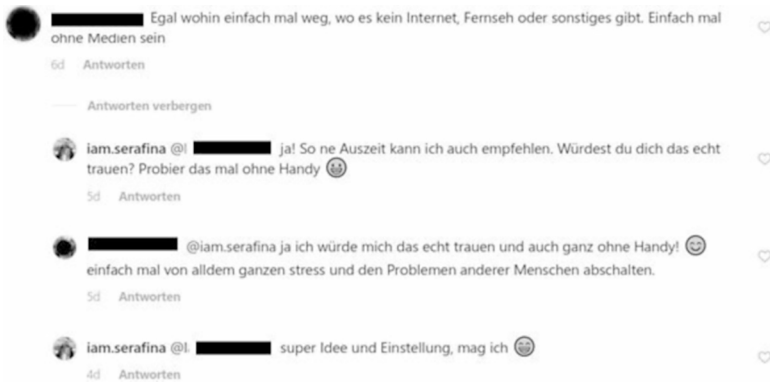 Egal wohin einfach mal weg, wo es kein Internet, Fernseh oder sonstiges gibt. Einfach mal
ohne Medien sein
6d Antworten
Antworten verbergen
iam.serafina @l ja! So ne Auszeit kann ich auch empfehlen. Würdest du dich das echt
trauen? Probier das mal ohne Handy
5d Antworten
@iam.serafina ja ich würde mich das echt trauen und auch ganz ohne Handy!
einfach mal von alldem ganzen stress und den Problemen anderer Menschen abschalten.
5d Antworten
iam.serafina @l. super Idee und Einstellung, mag ich
4d Antworten